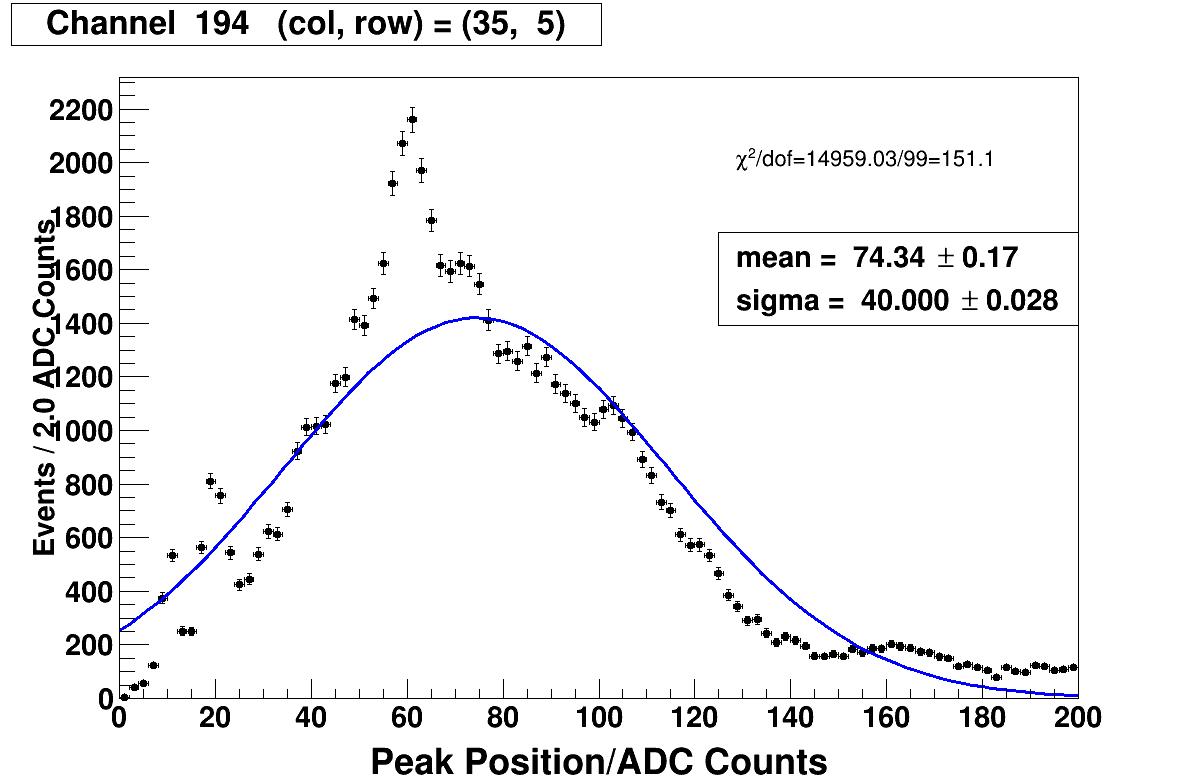 Channel 194 (col, row) = (35, 5)
χ²/dof=14959.03/99=151.1
mean = 74.34 ± 0.17
sigma = 40.000 ± 0.028
Events / 2.0 ADC Counts
2200
2000
1800
1600
1400
1200
1000
800
600
400
200
0
0 20 40 60 80 100 120 140 160 180 200
Peak Position/ADC Counts